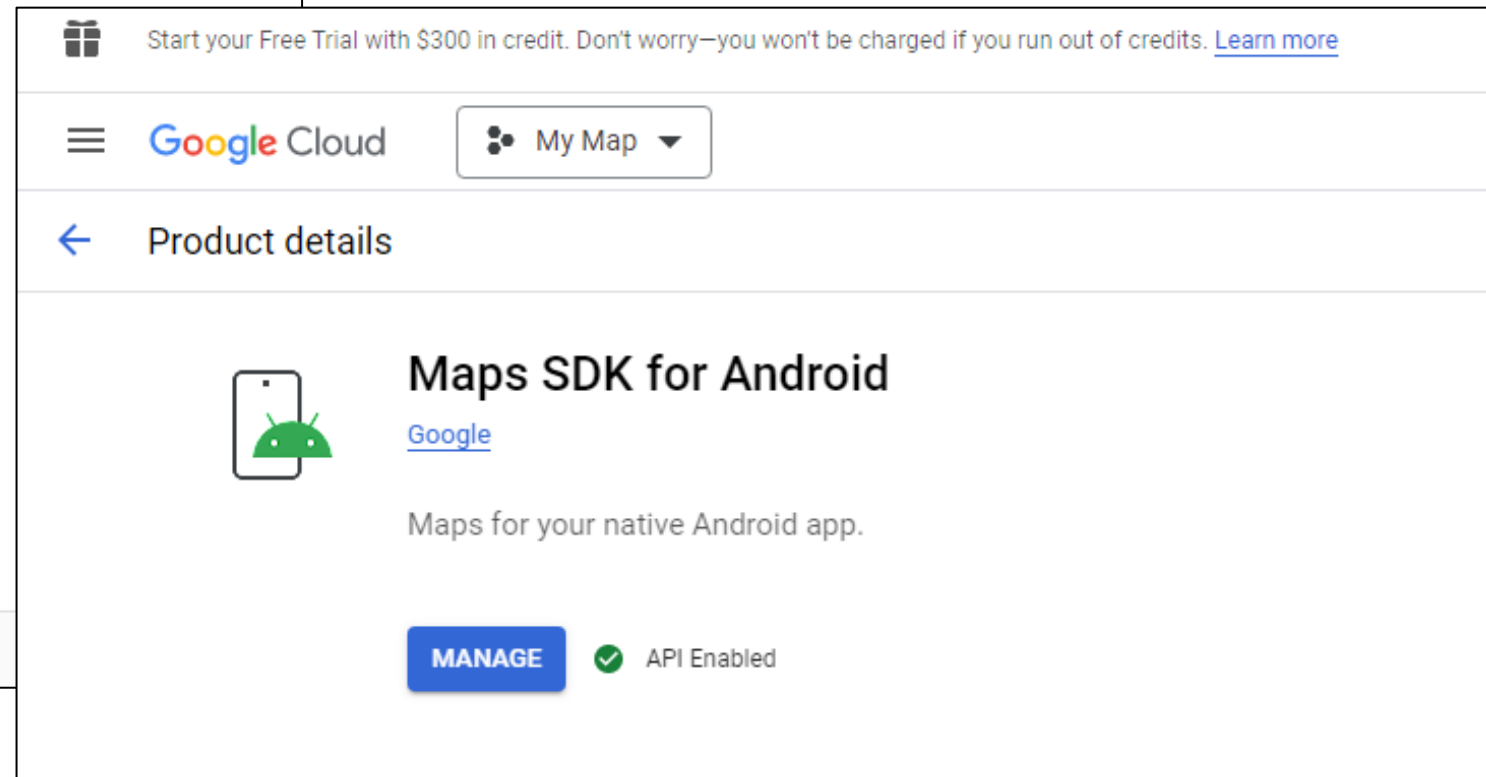 Start your Free Trial with $300 in credit. Don't worry—you won't be charged if you run out of credits. Learn more
Google Cloud My Map
Product details
Maps SDK for Android
Google
Maps for your native Android app.
MANAGE API Enabled